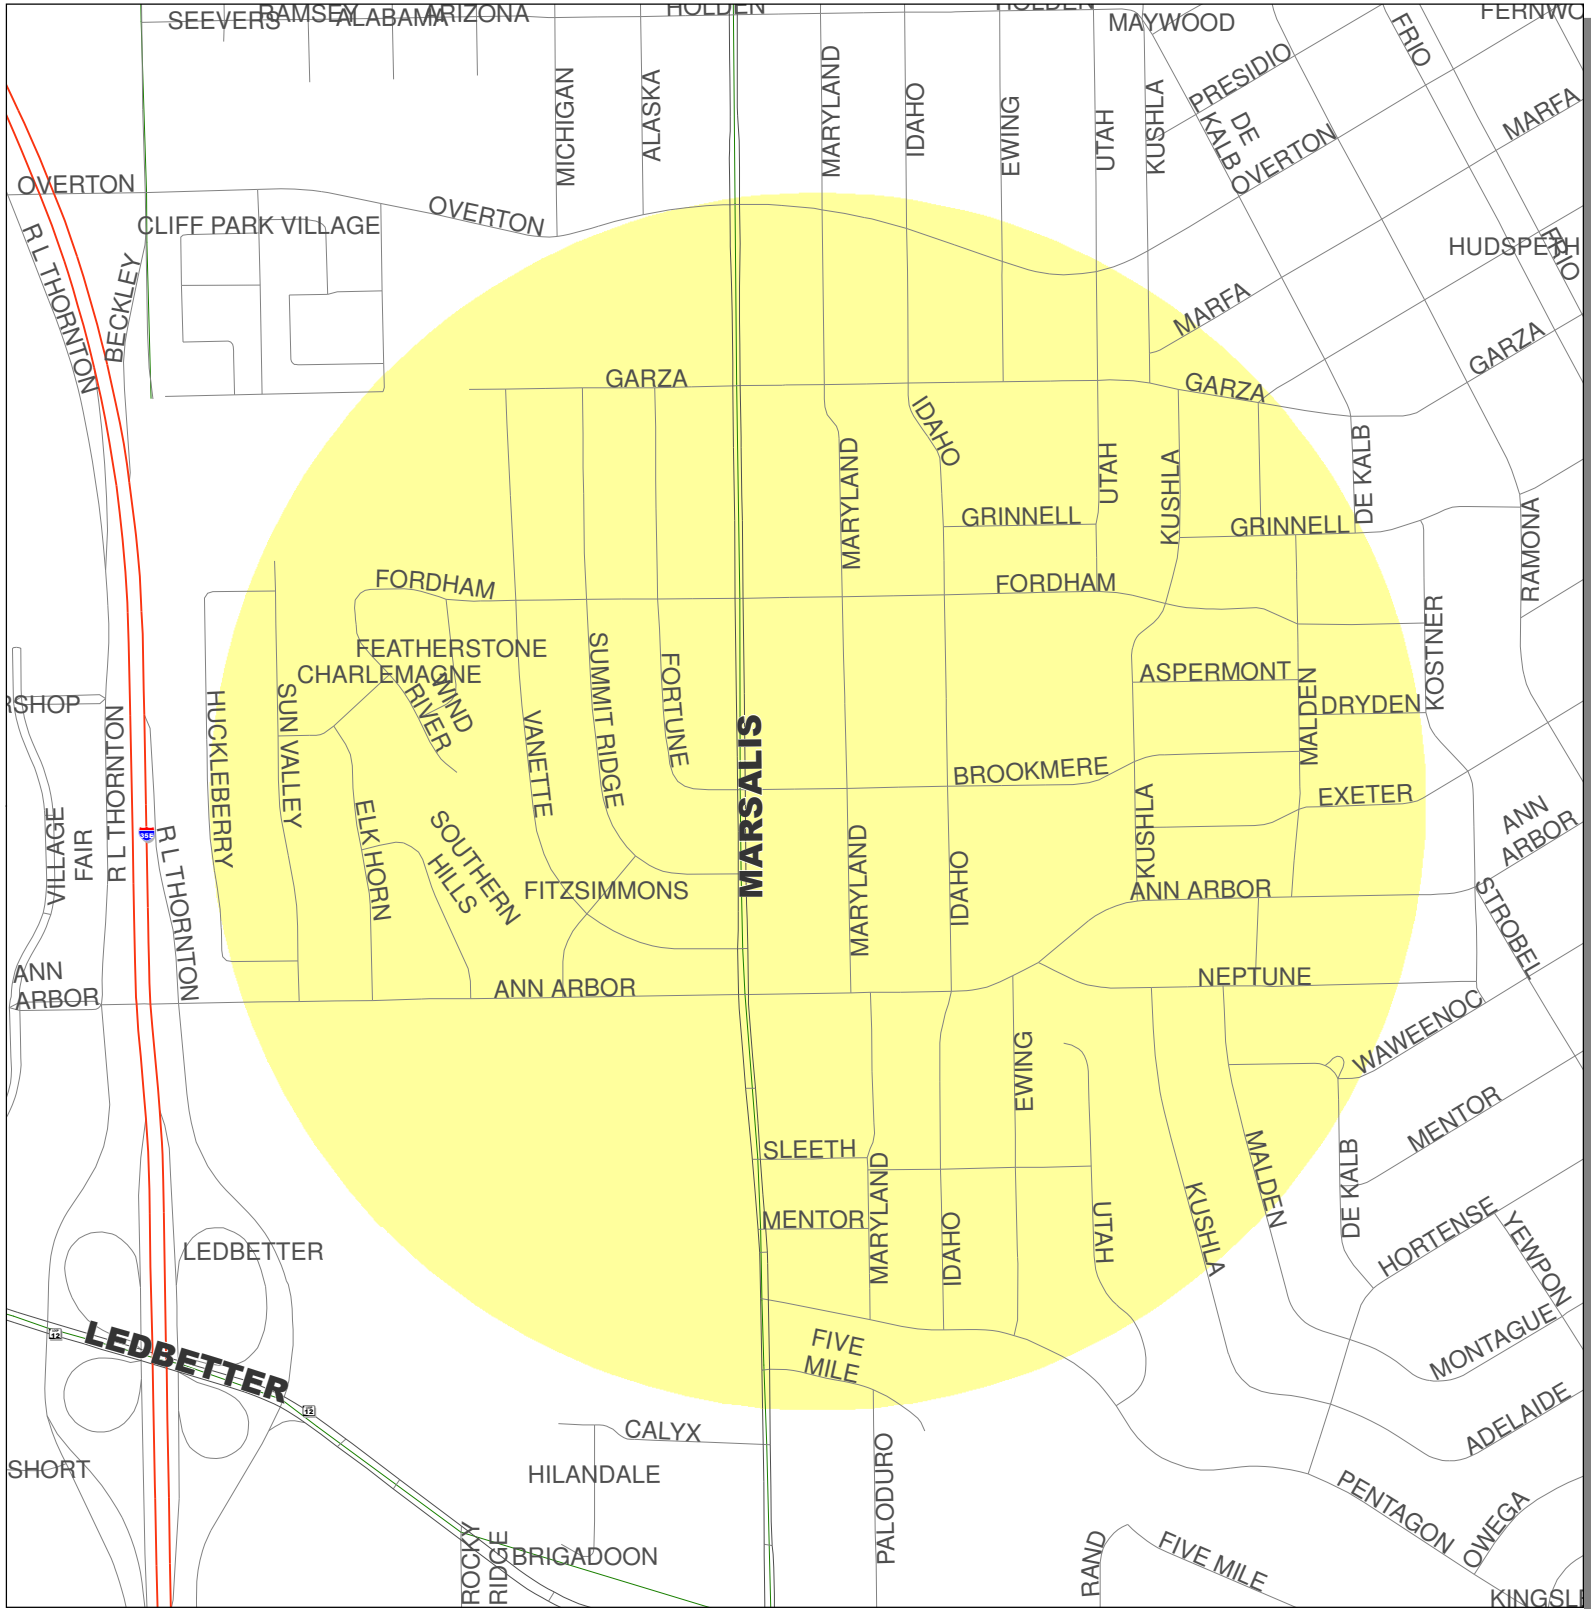 SEEVERS
RAMSEY
ALABAMA
ARIZONA
HOLDEN
HOLDEN
MAYWOOD
FRIO
MICHIGAN
ALASKA
MARYLAND
IDAHO
EWING
UTAH
KUSHLA
PRESIDIO
DE
KALB
OVERTON
MARFA
OVERTON
OVERTON
CLIFF PARK VILLAGE
R L THORNTON
BECKLEY
HUDSPETH
FRIO
MARFA
GARZA
GARZA
GARZA
IDAHO
MARYLAND
UTAH
KUSHLA
DE KALB
GRINNELL
GRINNELL
RAMONA
FORDHAM
FORDHAM
KOSTNER
FEATHERSTONE
CHARLEMAGNE
WIND
RIVER
SUMMIT RIDGE
FORTUNE
ASPERMONT
MALDEN
DRYDEN
HUCKLEBERRY
SUN VALLEY
VANETTE
MARSALIS
R L THORNTON
BROOKMERE
EXETER
KUSHLA
ANN
ARBOR
VILLAGE
FAIR
35E
R L THORNTON
ELKHORN
SOUTHERN
HILLS
FITZSIMMONS
MARYLAND
IDAHO
ANN ARBOR
STROBEL
ANN
ARBOR
ANN ARBOR
NEPTUNE
WAWEENOC
EWING
MENTOR
SLEETH
MARYLAND
MALDEN
DE KALB
MENTOR
IDAHO
UTAH
KUSHLA
HORTENSE
YEWPON
LEDBETTER
12
LEDBETTER
FIVE
MILE
MONTAGUE
12
ADELAIDE
CALYX
SHORT
HILANDALE
PALODURO
PENTAGON
OWEGA
ROCKY
RIDGE
BRIGADOON
RAND
FIVE MILE